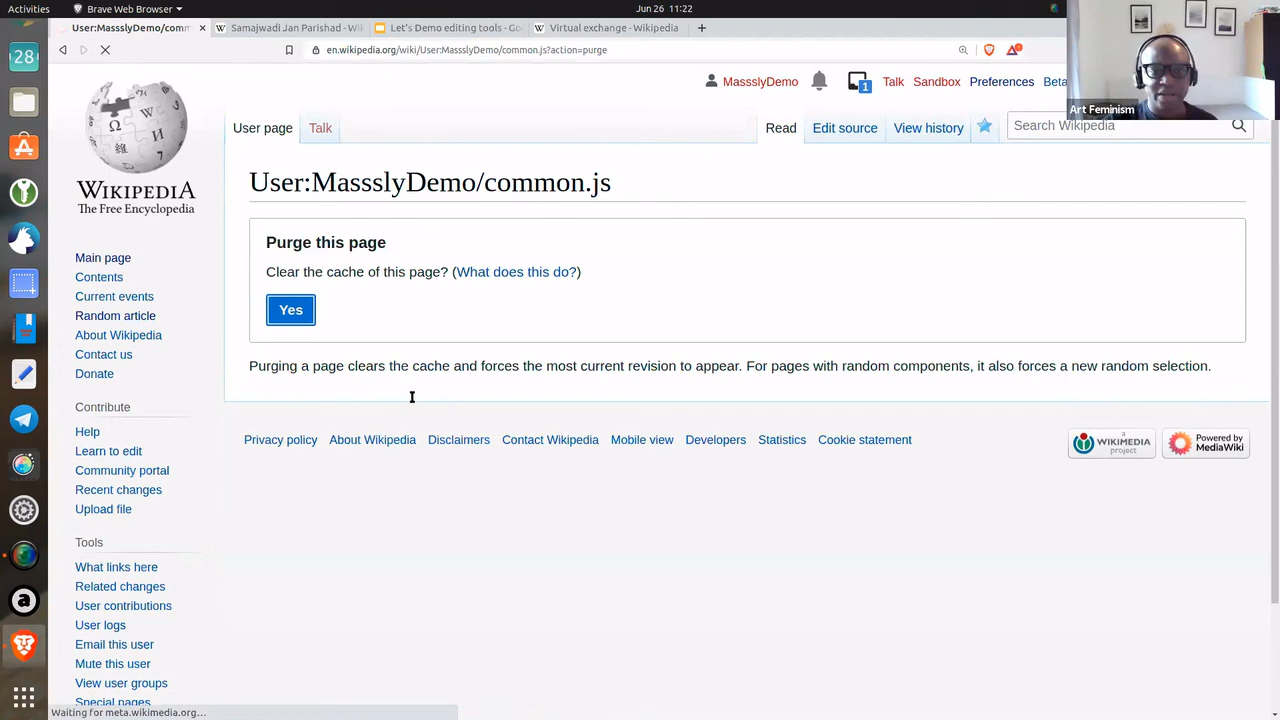 Activities
Brave Web Browser
Jun 26 11:22
User:MassslyDemo/comm
Samajwadi Jan Parishad - Wi
Let's Demo editing tools - Go
Virtual exchange - Wikipedia
28
en.wikipedia.org/wiki/User:MassslyDemo/common.js?action=purge
MassslyDemo
1
Talk
Sandbox
Preferences
Beta
Art Feminism
User page
Talk
Read
Edit source
View history
Search Wikipedia
WIKIPEDIA
The Free Encyclopedia
User:MassslyDemo/common.js
Purge this page
Clear the cache of this page? (What does this do?)
Yes
Purging a page clears the cache and forces the most current revision to appear. For pages with random components, it also forces a new random selection.
Main page
Contents
Current events
Random article
About Wikipedia
Contact us
Donate
Contribute
Help
Learn to edit
Community portal
Recent changes
Upload file
Tools
What links here
Related changes
User contributions
User logs
Email this user
Mute this user
View user groups
Special pages
Privacy policy
About Wikipedia
Disclaimers
Contact Wikipedia
Mobile view
Developers
Statistics
Cookie statement
a
WIKIMEDIA
project
Powered by
MediaWiki
Waiting for meta.wikimedia.org...